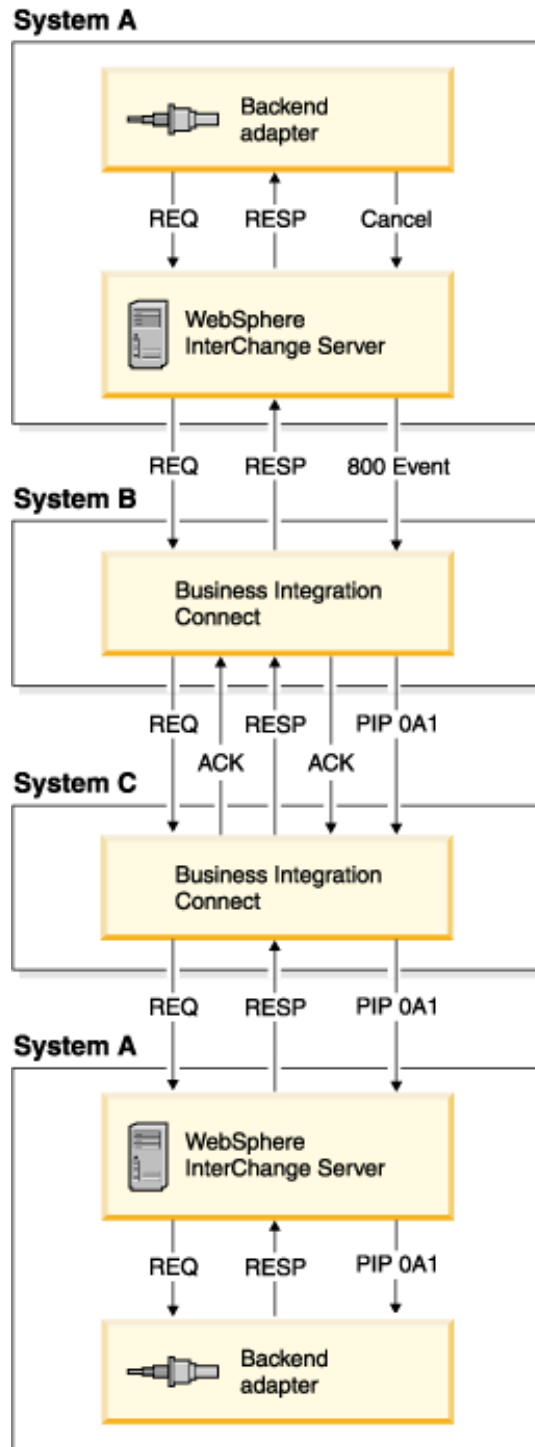 System A
Backend
adapter
REQ RESP Cancel
WebSphere
InterChange Server
REQ RESP 800 Event
System B
Business Integration
Connect
REQ RESP PIP 0A1
ACK ACK
System C
Business Integration
Connect
REQ RESP PIP 0A1
System A
WebSphere
InterChange Server
REQ RESP PIP 0A1
Backend
adapter